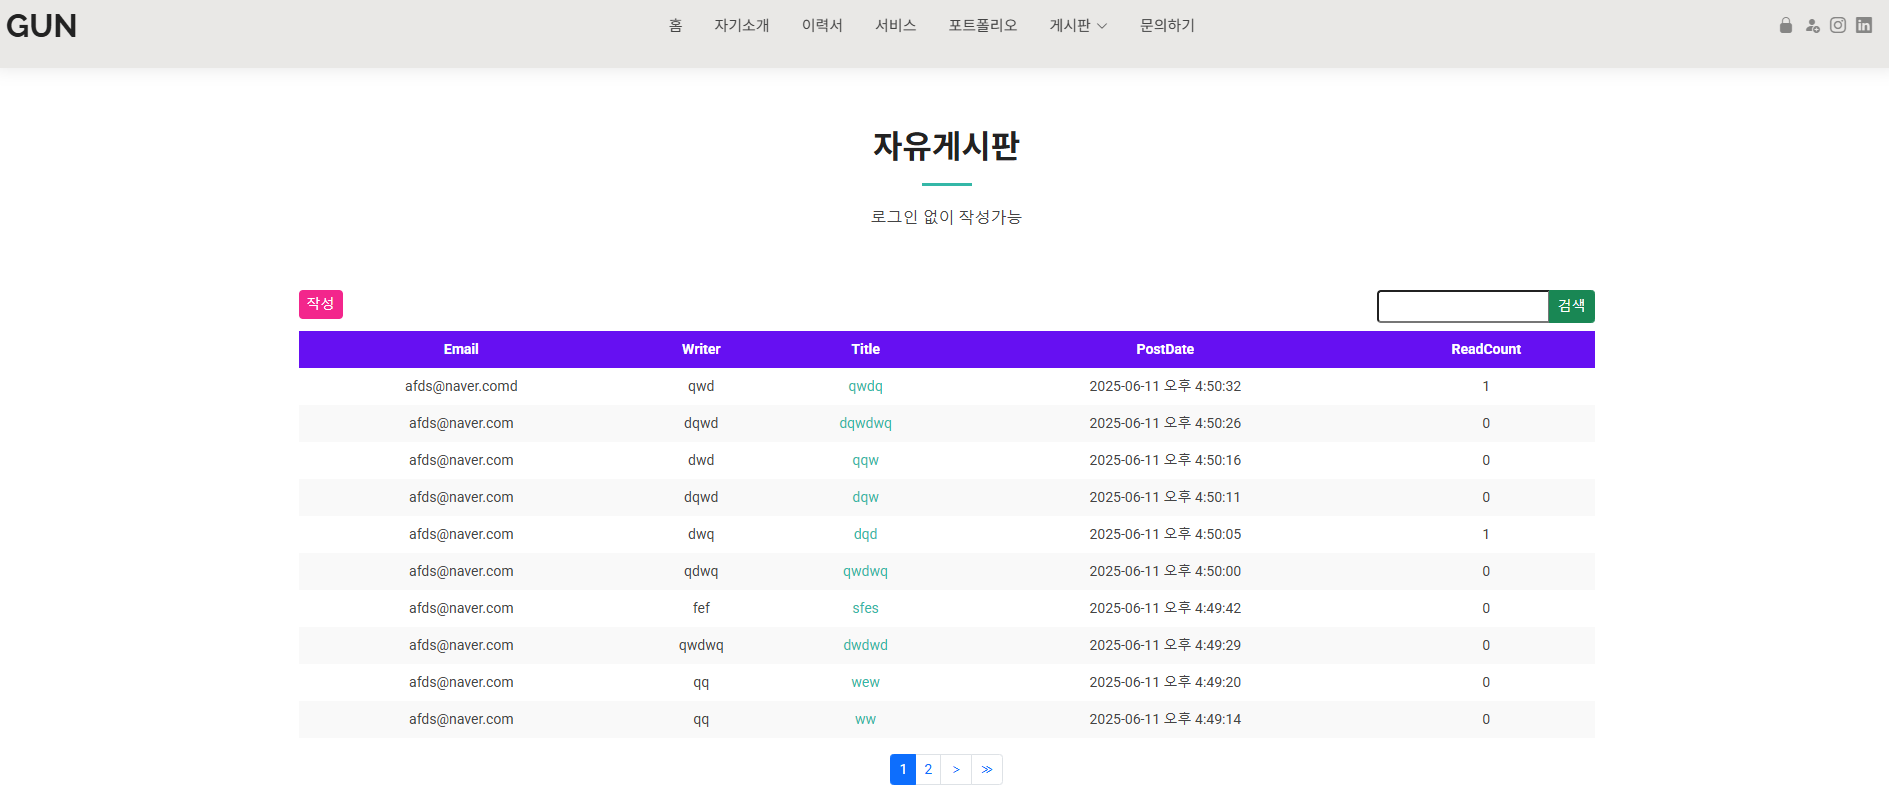 GUN 홈 자기소개 이력서 서비스 포트폴리오 게시판 문의하기
자유게시판
로그인 없이 작성가능
작성 검색
Email Writer Title PostDate ReadCount
afds@naver.comd qwd qwdq 2025-06-11 오후 4:50:32 1
afds@naver.com dqwd dqwdwq 2025-06-11 오후 4:50:26 0
afds@naver.com dwd qqw 2025-06-11 오후 4:50:16 0
afds@naver.com dqwd dqw 2025-06-11 오후 4:50:11 0
afds@naver.com dwq dqd 2025-06-11 오후 4:50:05 1
afds@naver.com qdwq qwdwq 2025-06-11 오후 4:50:00 0
afds@naver.com fef sfes 2025-06-11 오후 4:49:42 0
afds@naver.com qwdwq dwdwd 2025-06-11 오후 4:49:29 0
afds@naver.com qq wew 2025-06-11 오후 4:49:20 0
afds@naver.com qq ww 2025-06-11 오후 4:49:14 0
1 2 > ≫